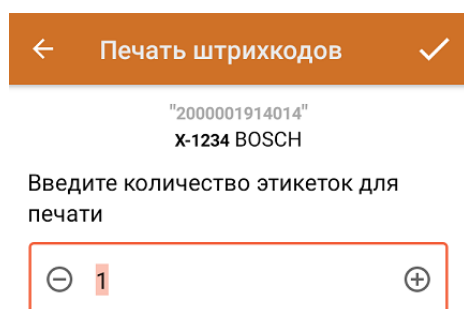 Печать штрихкодов
"2000001914014"
X-1234 BOSCH
Введите количество этикеток для
печати
1